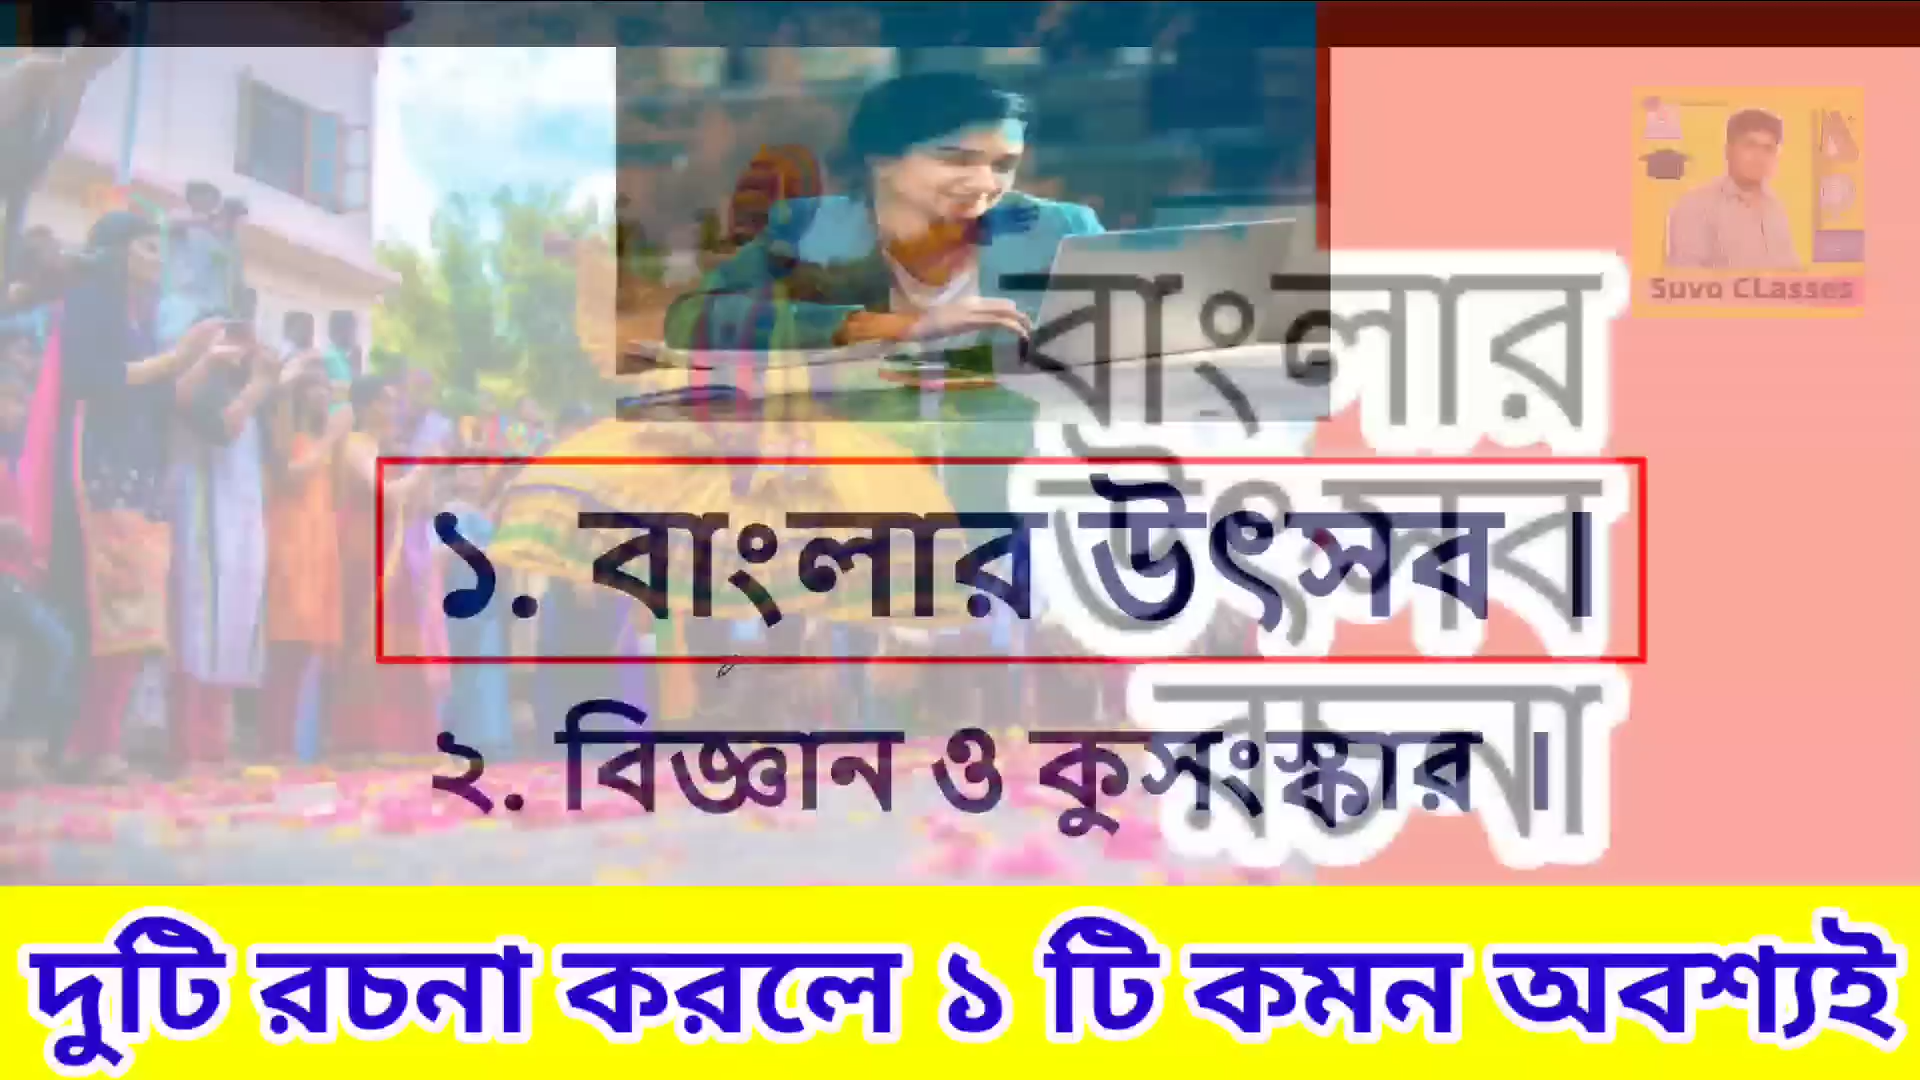 Suvo CLasses
বাংলার
উৎসব
রচনা
১. বাংলার উৎসব ।
২. বিজ্ঞান ও কুসংস্কার ।
দুটি রচনা করলে ১ টি কমন অবশ্যই